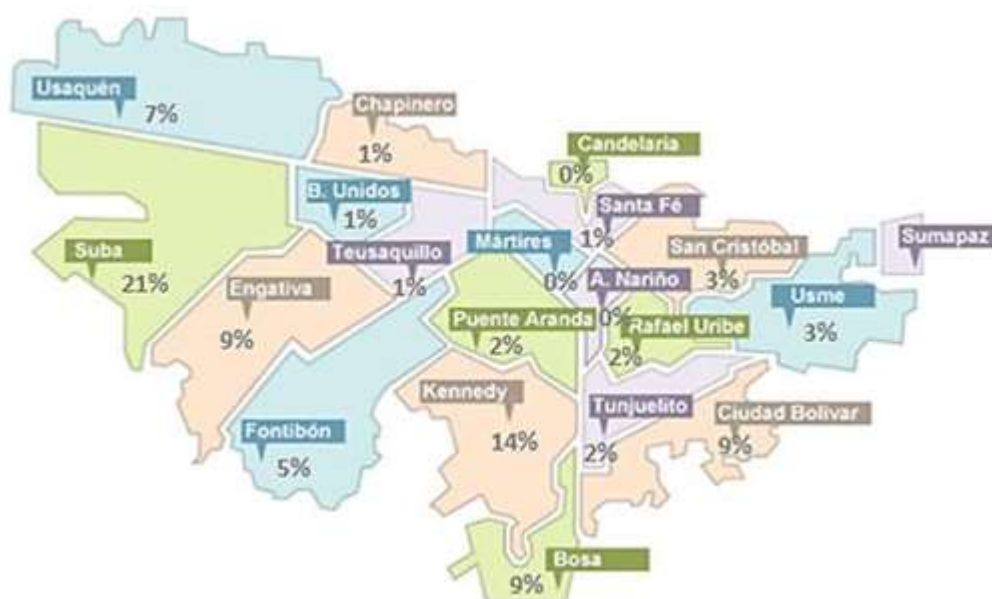 Usaquén
7%
Chapinero
1%
Candelaria
0%
B. Unidos
1%
Santa Fé
1%
Suba
21%
Teusaquillo
1%
Mártires
0%
San Cristóbal
3%
Sumapaz
Engativa
9%
A. Nariño
0%
Usme
3%
Puente Aranda
2%
Rafael Uribe
2%
Kennedy
14%
Tunjuelito
2%
Ciudad Bolívar
9%
Fontibón
5%
Bosa
9%